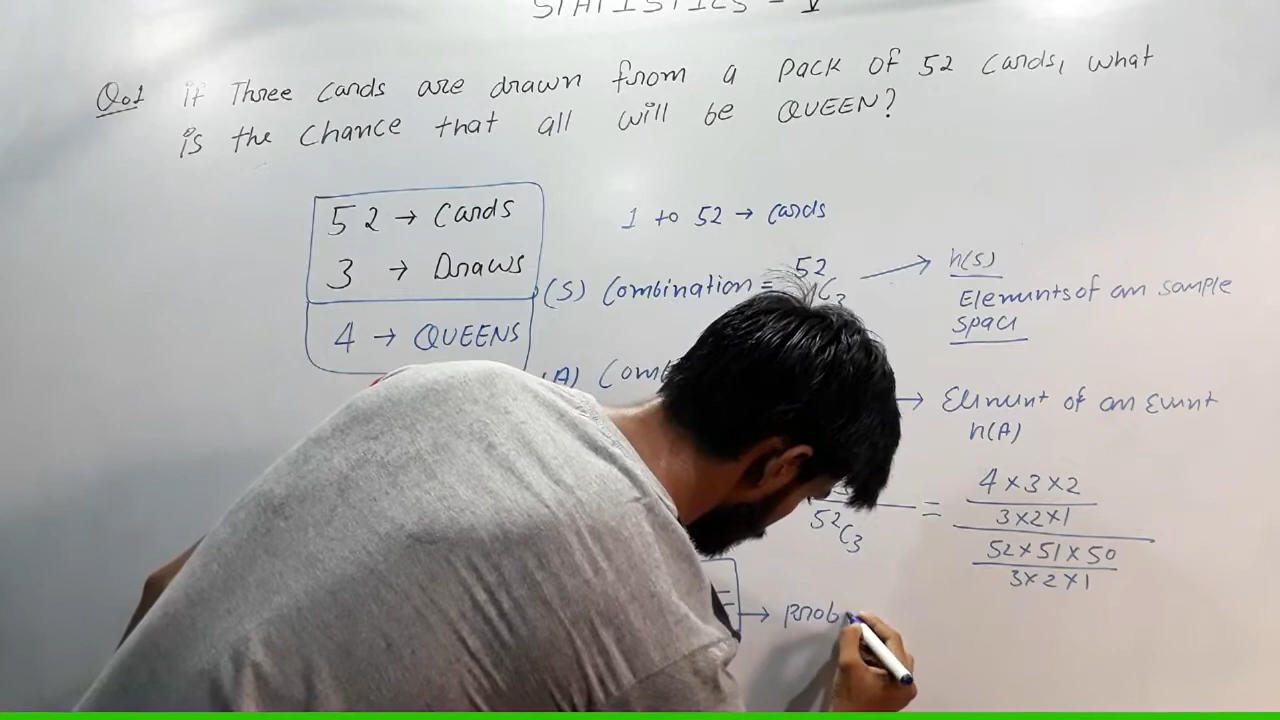 STATISTICS - V
Q.1 if Three cards are drawn from a pack of 52 cards, what
is the chance that all will be QUEEN?
52 → Cards
3 → Draws
4 → QUEENS
1 to 52 → cards
(S) Combination = 52C3 → n(S)
Elements of an sample
space
(A) Com
→ Element of an Event
n(A)
52C3 = 4×3×2
3×2×1
52×51×50
3×2×1
→ prob